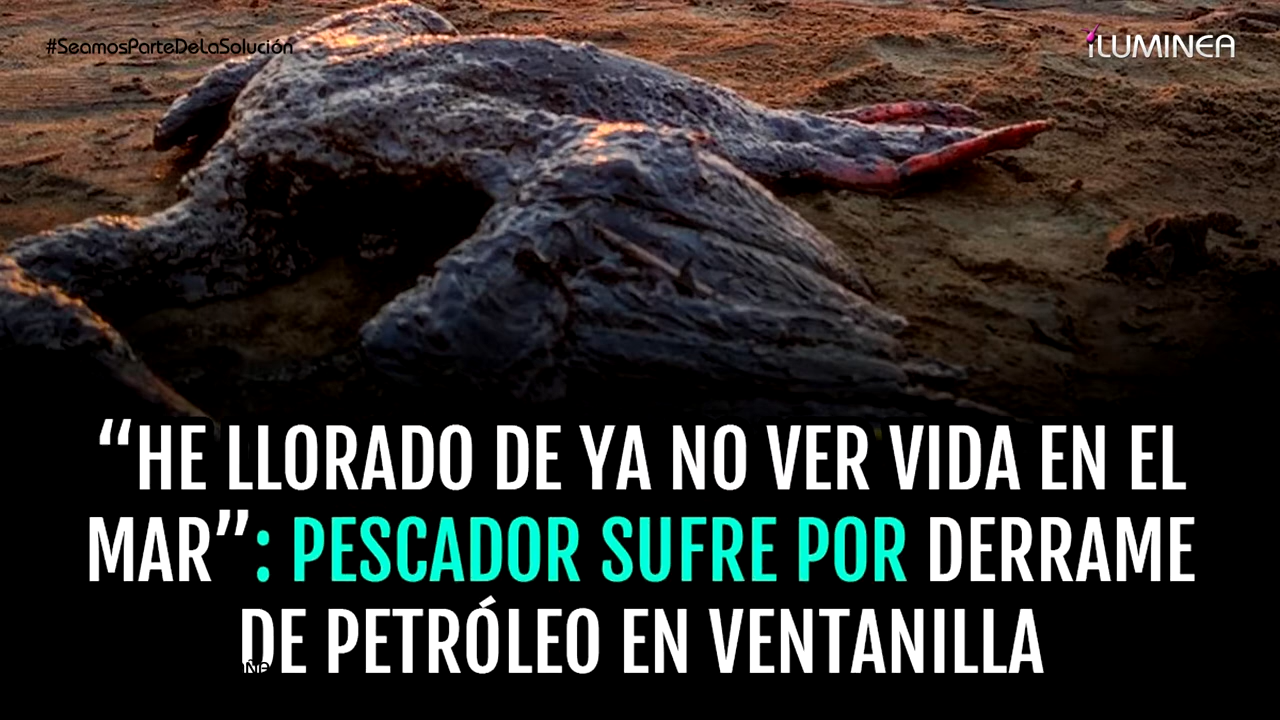 #SeamosParteDeLaSolución
iLUMINEA
“HE LLORADO DE YA NO VER VIDA EN EL
MAR”: PESCADOR SUFRE POR DERRAME
DE PETRÓLEO EN VENTANILLA